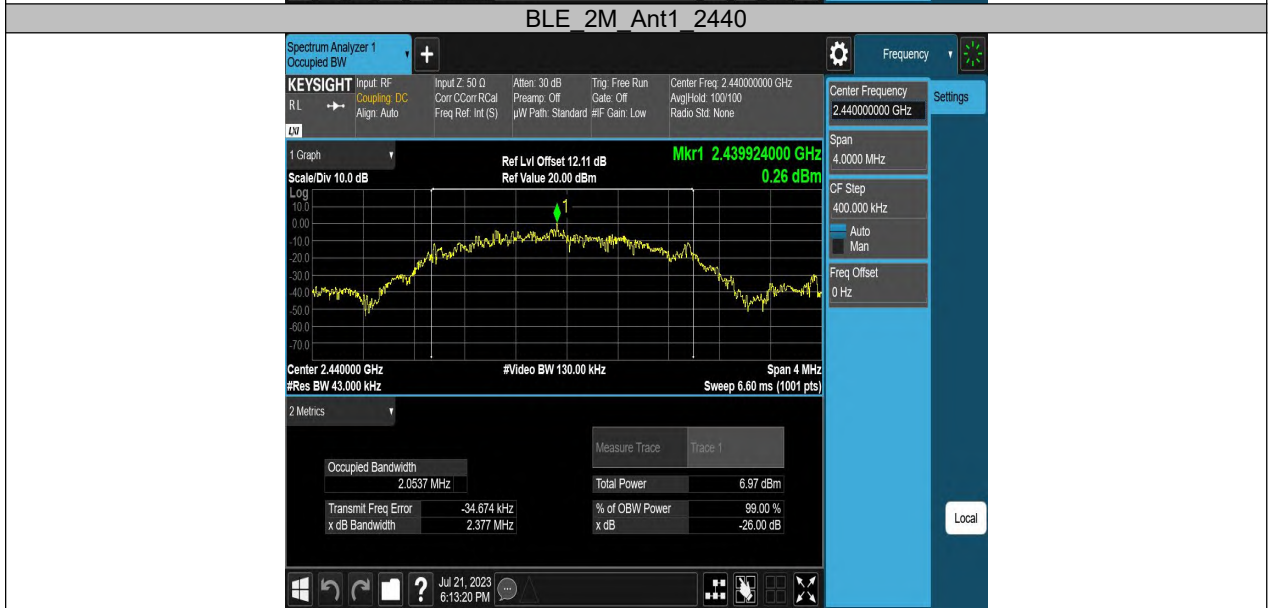 BLE_2M_Ant1_2440
Spectrum Analyzer 1
Occupied BW
+
Frequency
KEYSIGHT Input: RF Input Z: 50 Ω Atten: 30 dB Trig: Free Run Center Freq: 2.440000000 GHz
RL Coupling: DC Corr CCorr RCal Preamp: Off Gate: Off Avg|Hold: 100/100
Align: Auto Freq Ref: Int (S) µW Path: Standard #IF Gain: Low Radio Std: None
LXI
Center Frequency
2.440000000 GHz
Settings
Span
4.0000 MHz
CF Step
400.000 kHz
Auto
Man
Freq Offset
0 Hz
1 Graph
Ref Lvl Offset 12.11 dB
Mkr1 2.439924000 GHz
Scale/Div 10.0 dB Ref Value 20.00 dBm 0.26 dBm
Log
10.0
0.00
-10.0
-20.0
-30.0
-40.0
-50.0
-60.0
-70.0
1
Center 2.440000 GHz #Video BW 130.00 kHz Span 4 MHz
#Res BW 43.000 kHz Sweep 6.60 ms (1001 pts)
2 Metrics
Measure Trace Trace 1
Occupied Bandwidth
2.0537 MHz
Total Power 6.97 dBm
Transmit Freq Error -34.674 kHz % of OBW Power 99.00 %
x dB Bandwidth 2.377 MHz x dB -26.00 dB
Local
? Jul 21, 2023
6:13:20 PM